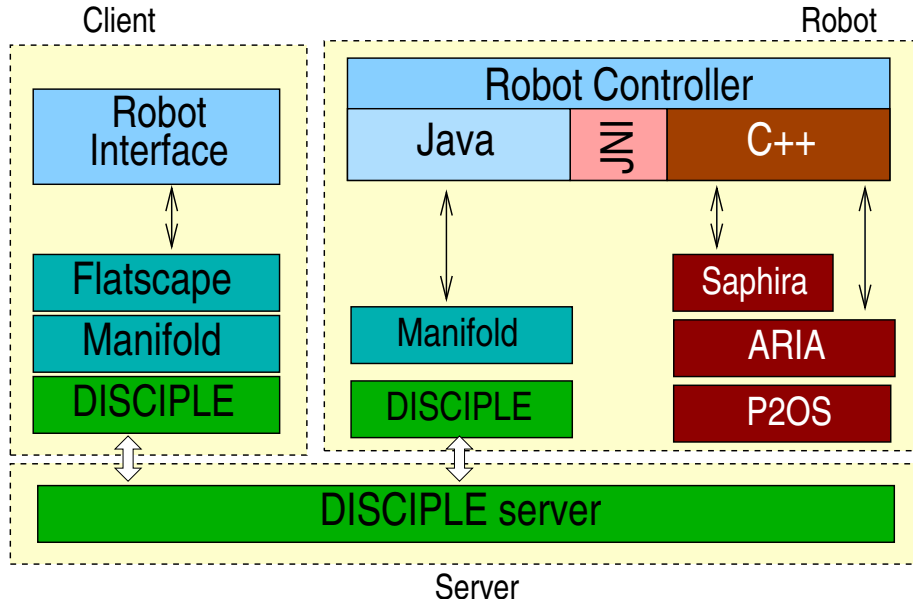 Client
Robot
Robot
Interface
Flatscape
Manifold
DISCIPLE
Robot Controller
Java
JNI
C++
Manifold
DISCIPLE
Saphira
ARIA
P2OS
DISCIPLE server
Server